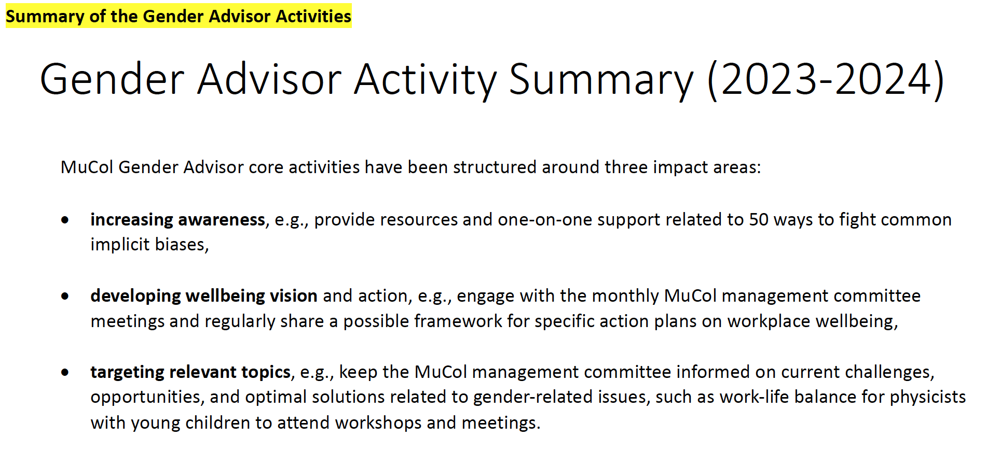 Summary of the Gender Advisor Activities
Gender Advisor Activity Summary (2023-2024)
MuCol Gender Advisor core activities have been structured around three impact areas:
• increasing awareness, e.g., provide resources and one-on-one support related to 50 ways to fight common
implicit biases,
• developing wellbeing vision and action, e.g., engage with the monthly MuCol management committee
meetings and regularly share a possible framework for specific action plans on workplace wellbeing,
• targeting relevant topics, e.g., keep the MuCol management committee informed on current challenges,
opportunities, and optimal solutions related to gender-related issues, such as work-life balance for physicists
with young children to attend workshops and meetings.